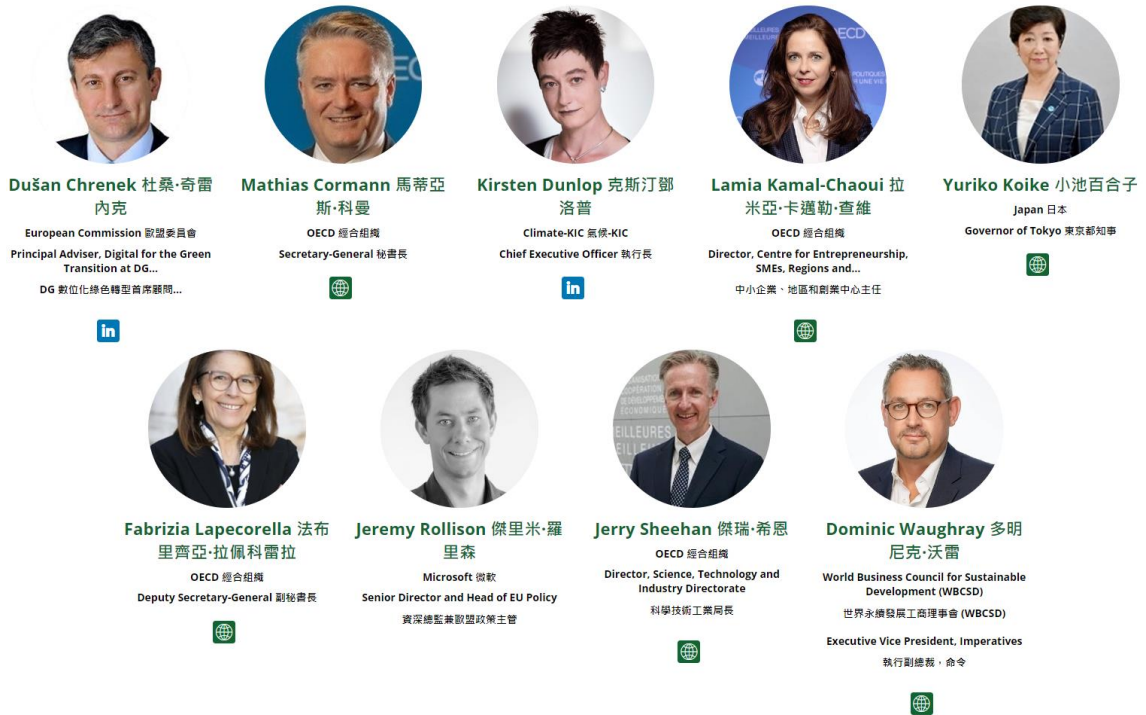 Dušan Chrenek 杜桑·奇雷
內克
European Commission 歐盟委員會
Principal Adviser, Digital for the Green
Transition at DG...
DG 數位化綠色轉型首席顧問...
in
Mathias Cormann 馬蒂亞
斯·科曼
OECD 經合組織
Secretary-General 秘書長
Kirsten Dunlop 克斯汀鄧
洛普
Climate-KIC 氣候-KIC
Chief Executive Officer 執行長
in
ECD
POLITIQUES
Lamia Kamal-Chaoui 拉
米亞·卡邁勒·查維
OECD 經合組織
Director, Centre for Entrepreneurship,
SMEs, Regions and...
中小企業、地區和創業中心主任
Yuriko Koike 小池百合子
Japan 日本
Governor of Tokyo 東京都知事
Fabrizia Lapecorella 法布
里齊亞·拉佩科雷拉
OECD 經合組織
Deputy Secretary-General 副秘書長
Jeremy Rollison 傑里米·羅
里森
Microsoft 微軟
Senior Director and Head of EU Policy
資深總監兼歐盟政策主管
EILLEURES
Jerry Sheehan 傑瑞·希恩
OECD 經合組織
Director, Science, Technology and
Industry Directorate
科學技術工業局長
Dominic Waughray 多明
尼克·沃雷
World Business Council for Sustainable
Development (WBCSD)
世界永續發展工商理事會 (WBCSD)
Executive Vice President, Imperatives
執行副總裁，命令